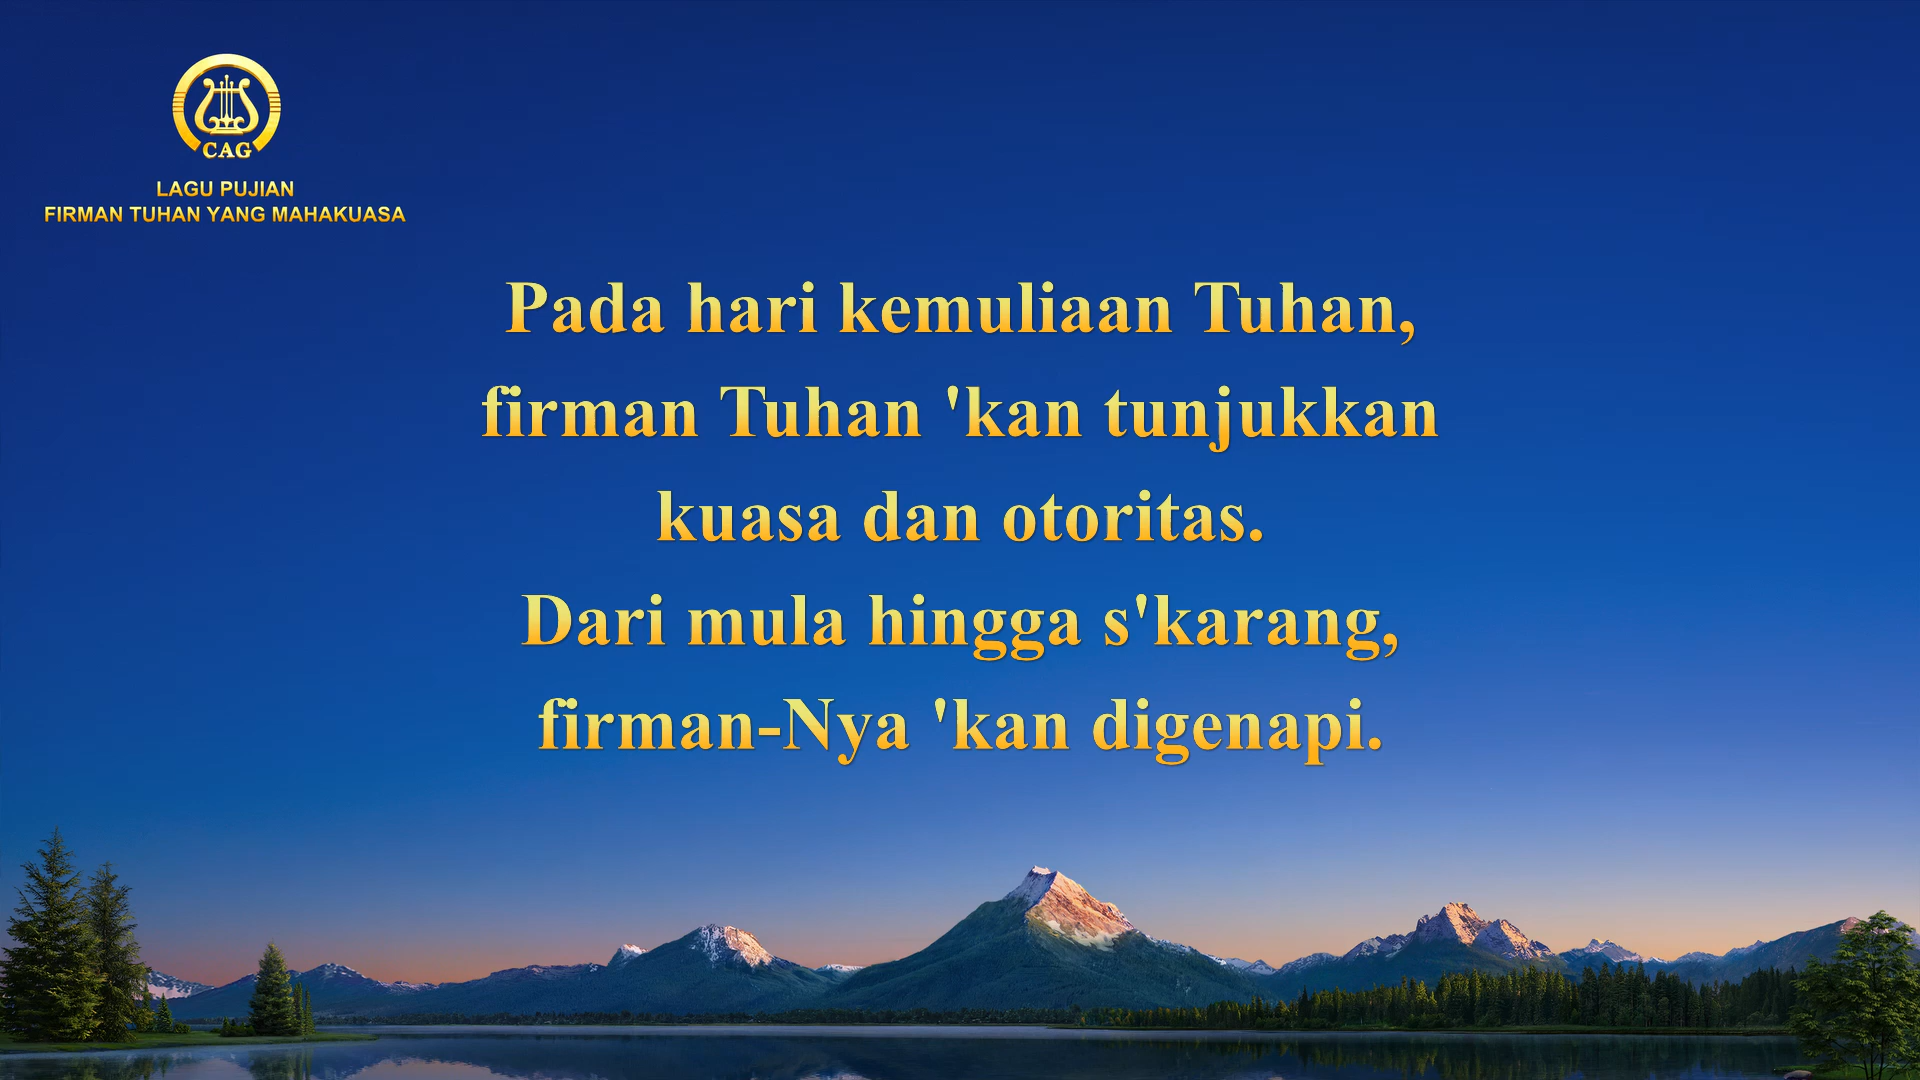 CAG
LAGU PUJIAN
FIRMAN TUHAN YANG MAHAKUASA
Pada hari kemuliaan Tuhan,
firman Tuhan 'kan tunjukkan
kuasa dan otoritas.
Dari mula hingga s'karang,
firman-Nya 'kan digenapi.